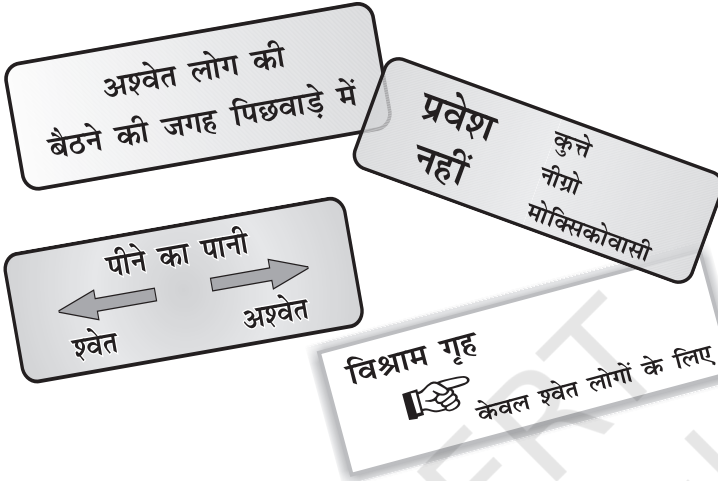 अश्वेत लोग की
बैठने की जगह पिछवाड़े में
प्रवेश
नहीं
कुत्ते
नीग्रो
मोक्सिकोवासी
पीने का पानी
श्वेत
अश्वेत
विश्राम गृह
केवल श्वेत लोगों के लिए